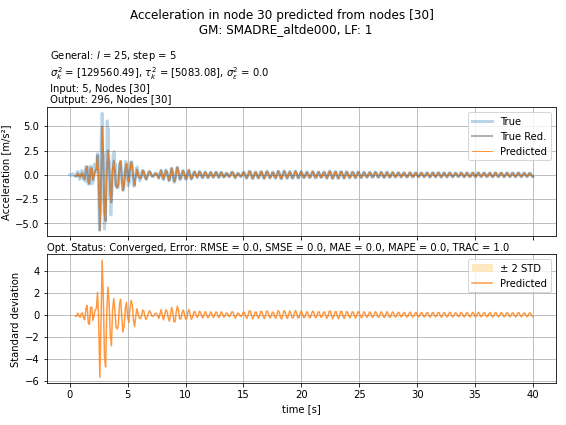 Acceleration in node 30 predicted from nodes [30]
GM: SMADRE_altde000, LF: 1
General: l = 25, step = 5
σ²ₖ = [129560.49], τ²ₖ = [5083.08], σ²ε = 0.0
Input: 5, Nodes [30]
Output: 296, Nodes [30]
Acceleration [m/s²]
5.0
2.5
0.0
−2.5
−5.0
True
True Red.
Predicted
Opt. Status: Converged, Error: RMSE = 0.0, SMSE = 0.0, MAE = 0.0, MAPE = 0.0, TRAC = 1.0
Standard deviation
4
2
0
−2
−4
−6
± 2 STD
Predicted
0 5 10 15 20 25 30 35 40
time [s]